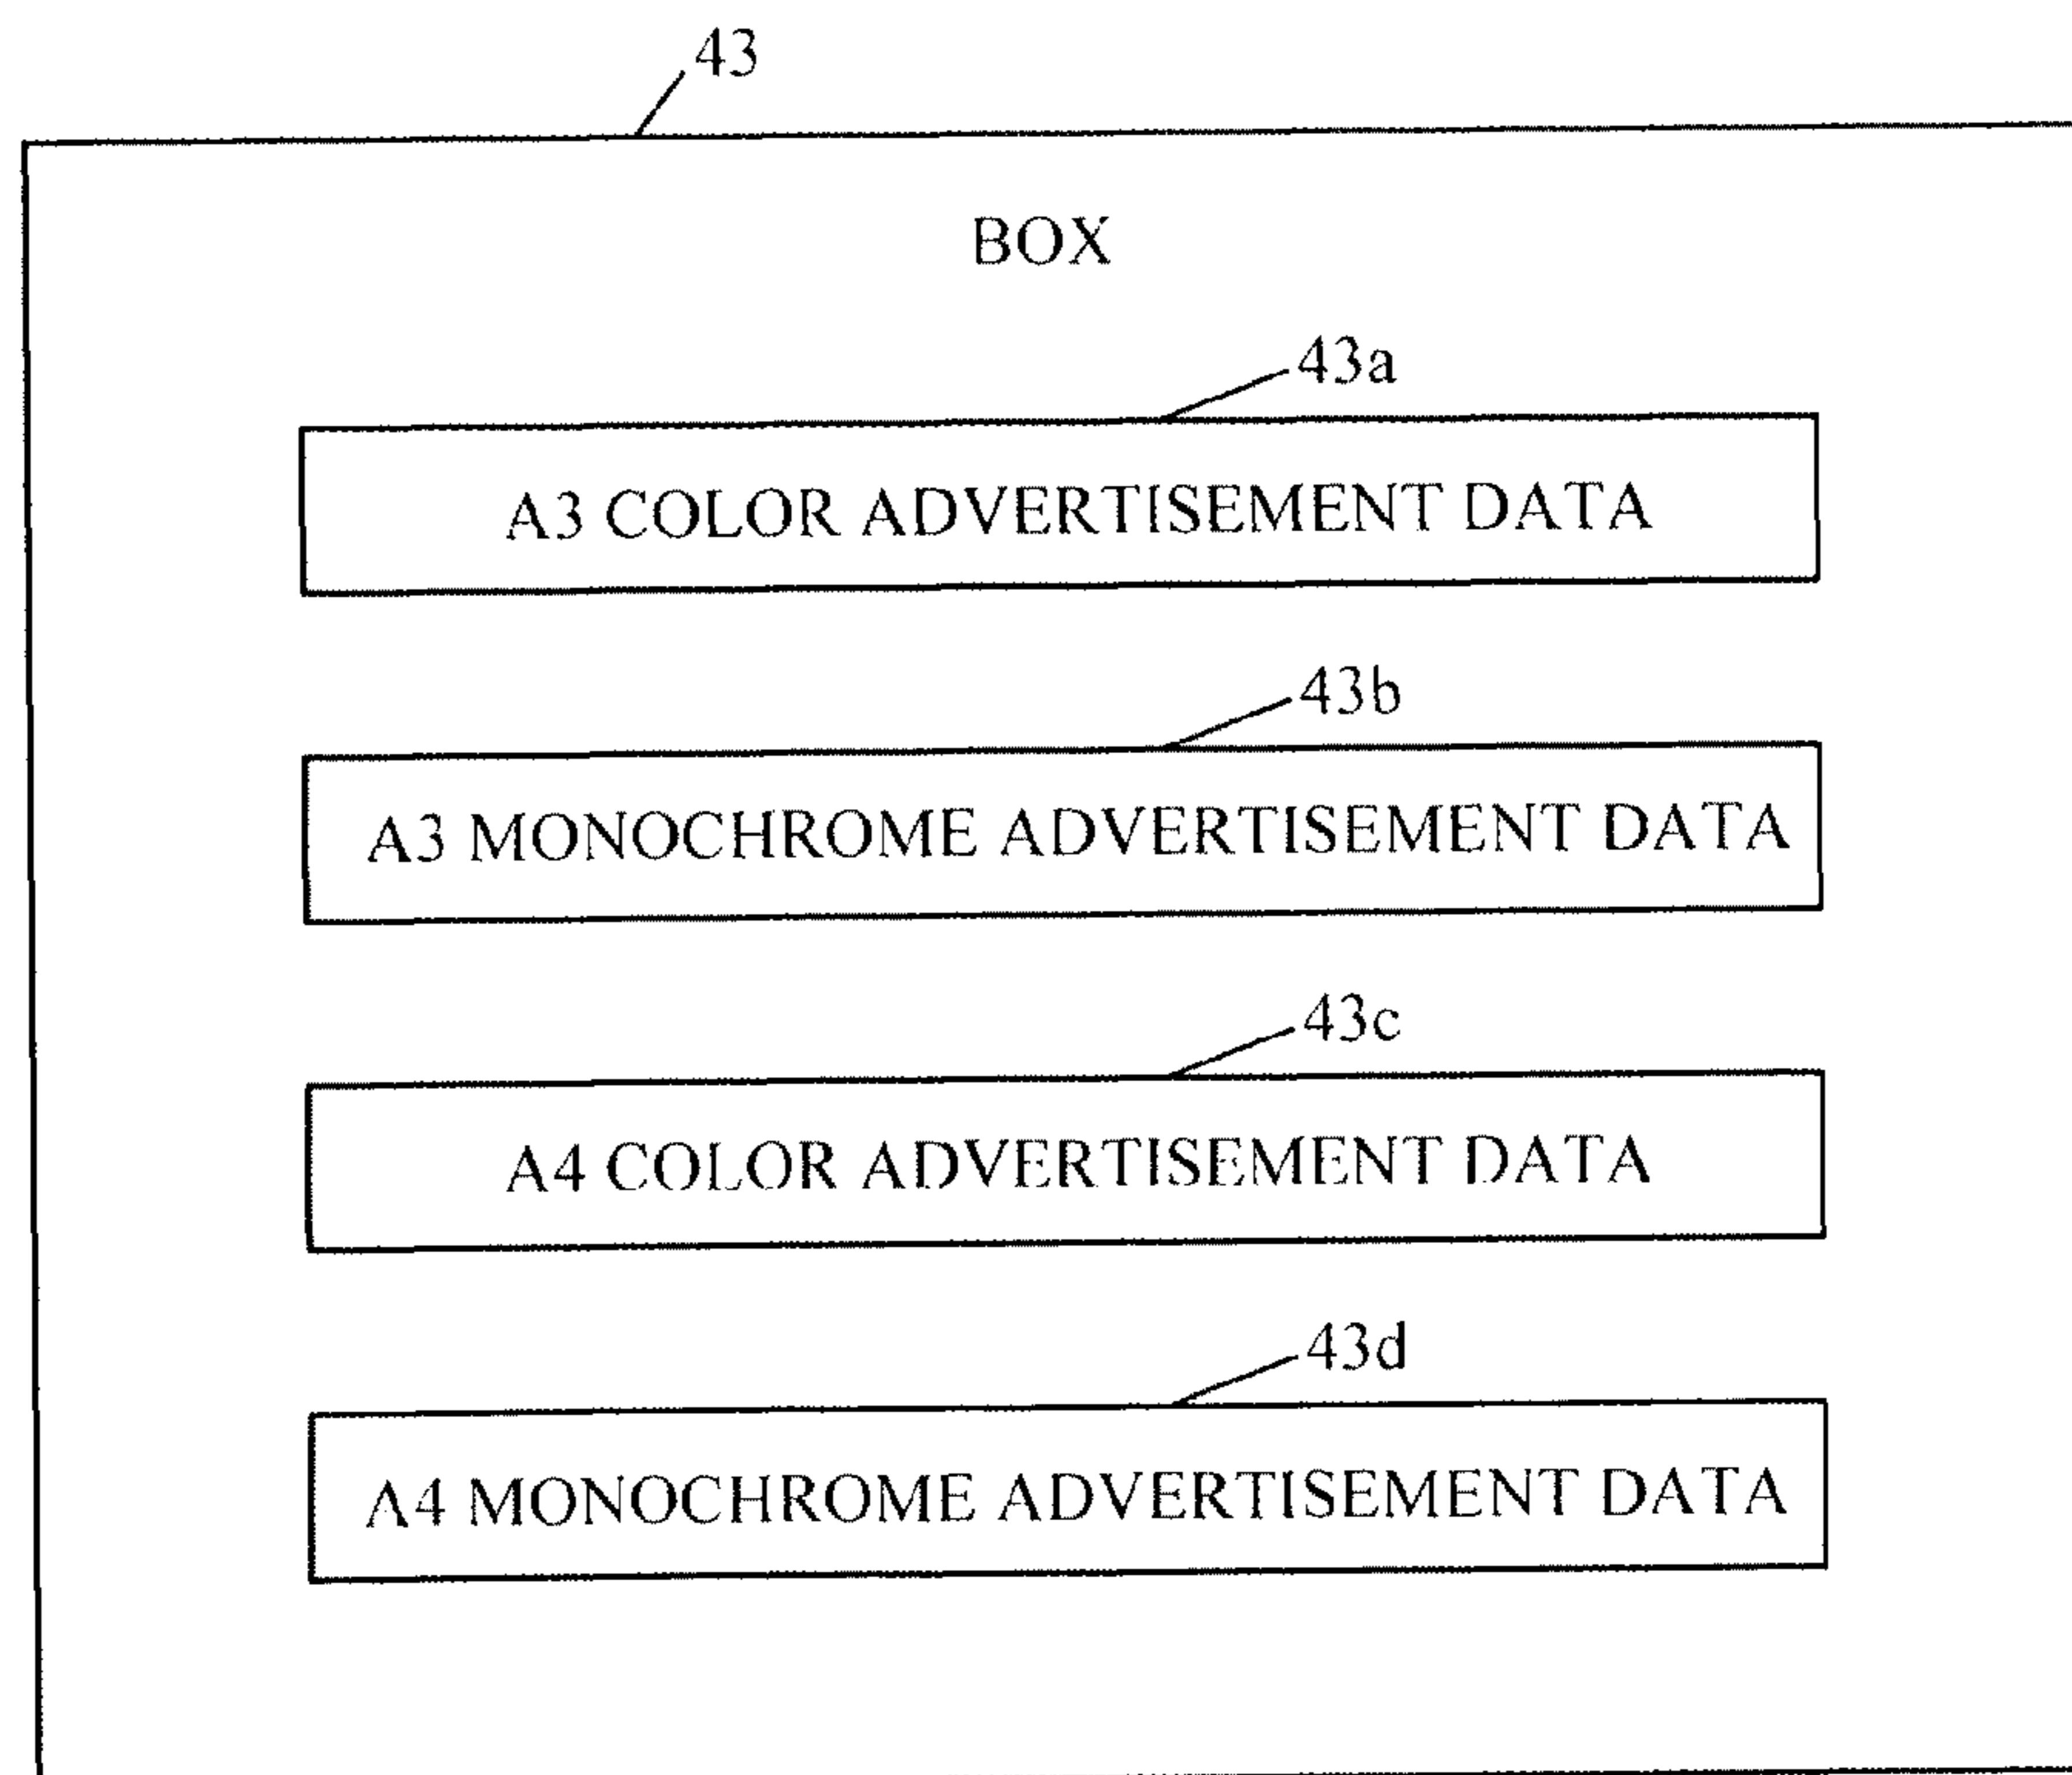 43
BOX
43a
A3 COLOR ADVERTISEMENT DATA
43b
A3 MONOCHROME ADVERTISEMENT DATA
43c
A4 COLOR ADVERTISEMENT DATA
43d
A4 MONOCHROME ADVERTISEMENT DATA